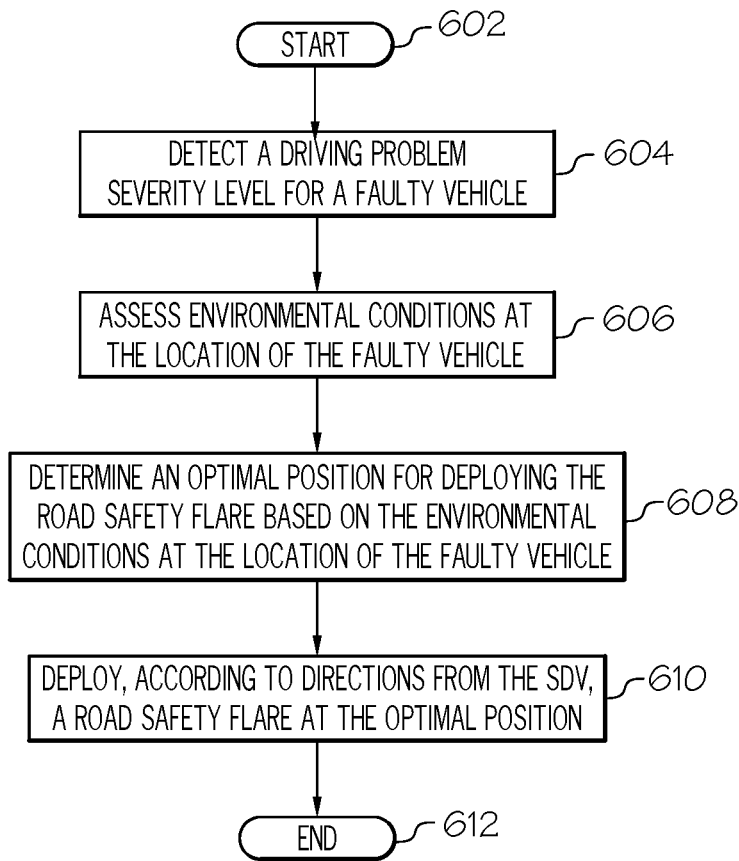 START
602
DETECT A DRIVING PROBLEM
SEVERITY LEVEL FOR A FAULTY VEHICLE
604
ASSESS ENVIRONMENTAL CONDITIONS AT
THE LOCATION OF THE FAULTY VEHICLE
606
DETERMINE AN OPTIMAL POSITION FOR DEPLOYING THE
ROAD SAFETY FLARE BASED ON THE ENVIRONMENTAL
CONDITIONS AT THE LOCATION OF THE FAULTY VEHICLE
608
DEPLOY, ACCORDING TO DIRECTIONS FROM THE SDV,
A ROAD SAFETY FLARE AT THE OPTIMAL POSITION
610
END
612